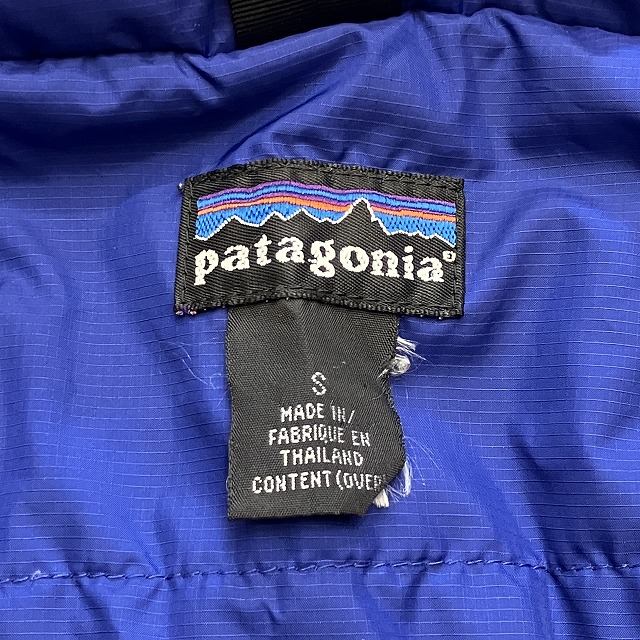 patagonia®
S
MADE IN/
FABRIQUE EN
THAILAND
CONTENT (OVER